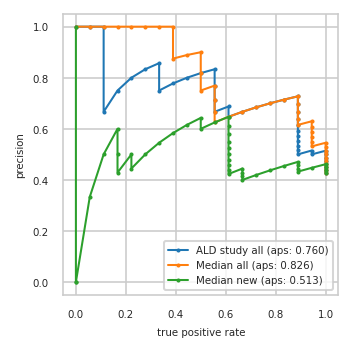 1.0
0.8
0.6
0.4
0.2
0.0
precision
0.0 0.2 0.4 0.6 0.8 1.0
true positive rate
ALD study all (aps: 0.760)
Median all (aps: 0.826)
Median new (aps: 0.513)